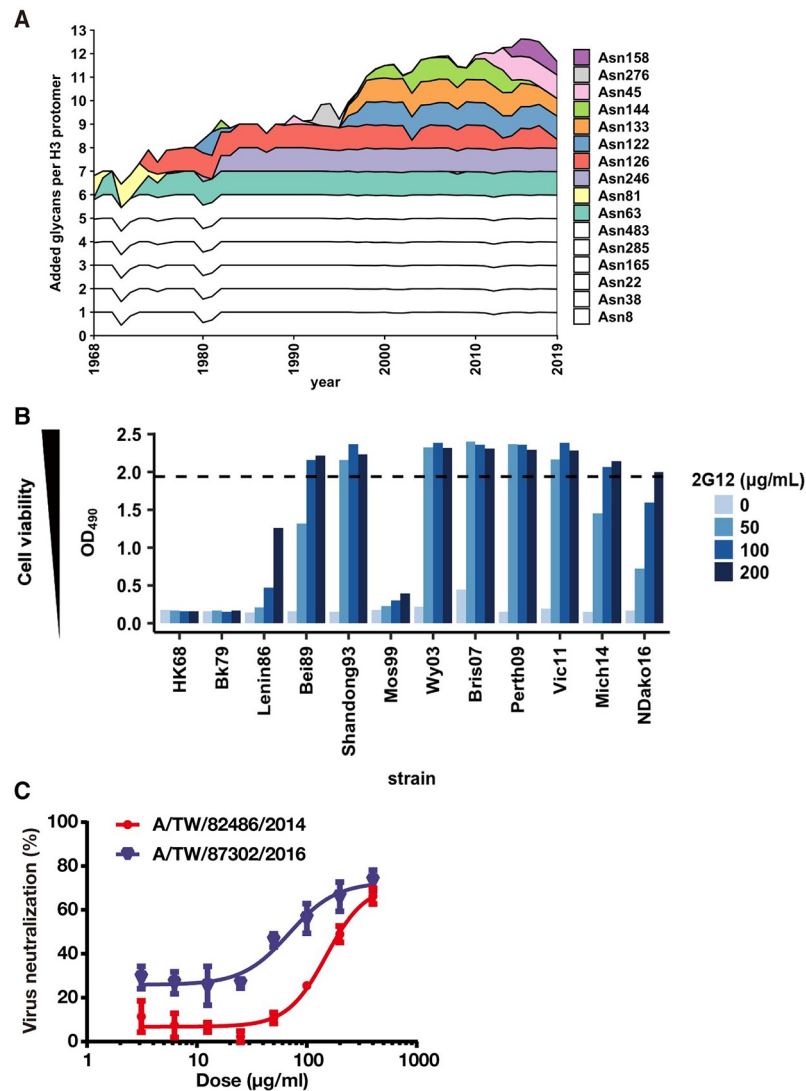 A
Added glycans per H3 protomer
13
12
11
10
9
8
7
6
5
4
3
2
1
0
1968
1980
1990
2000
2010
2019
year
Asn158
Asn276
Asn45
Asn144
Asn133
Asn122
Asn126
Asn246
Asn81
Asn63
Asn483
Asn285
Asn165
Asn22
Asn38
Asn8
B
Cell viability
OD490
2.5
2.0
1.5
1.0
0.5
0.0
HK68
Bk79
Lenin86
Bei89
Shandong93
Mos99
Wy03
Bris07
Perth09
Vic11
Mich14
NDako16
strain
2G12 (µg/mL)
0
50
100
200
C
Virus neutralization (%)
100
80
60
40
20
0
A/TW/82486/2014
A/TW/87302/2016
1
10
100
1000
Dose (µg/ml)